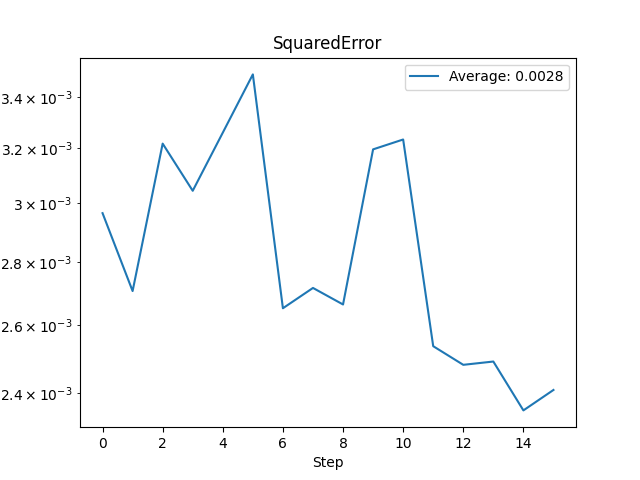 SquaredError
Average: 0.0028
3.4 × 10⁻³
3.2 × 10⁻³
3 × 10⁻³
2.8 × 10⁻³
2.6 × 10⁻³
2.4 × 10⁻³
0 2 4 6 8 10 12 14
Step